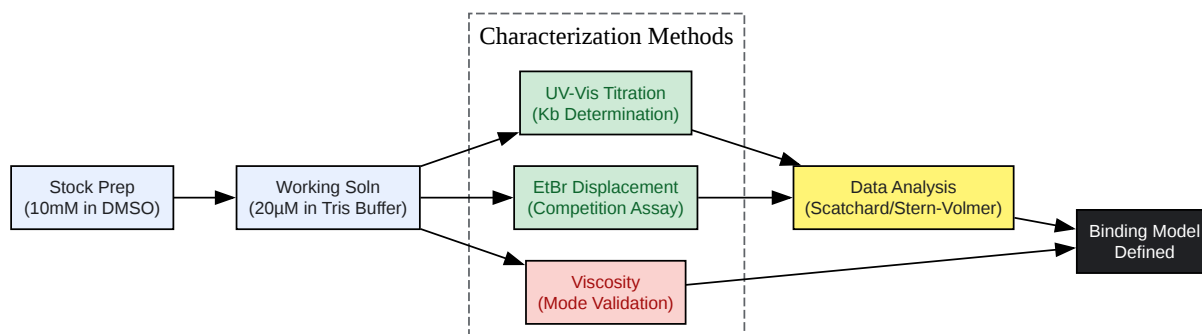 Characterization Methods
Stock Prep
(10mM in DMSO)
Working Soln
(20µM in Tris Buffer)
UV-Vis Titration
(Kb Determination)
EtBr Displacement
(Competition Assay)
Viscosity
(Mode Validation)
Data Analysis
(Scatchard/Stern-Volmer)
Binding Model
Defined